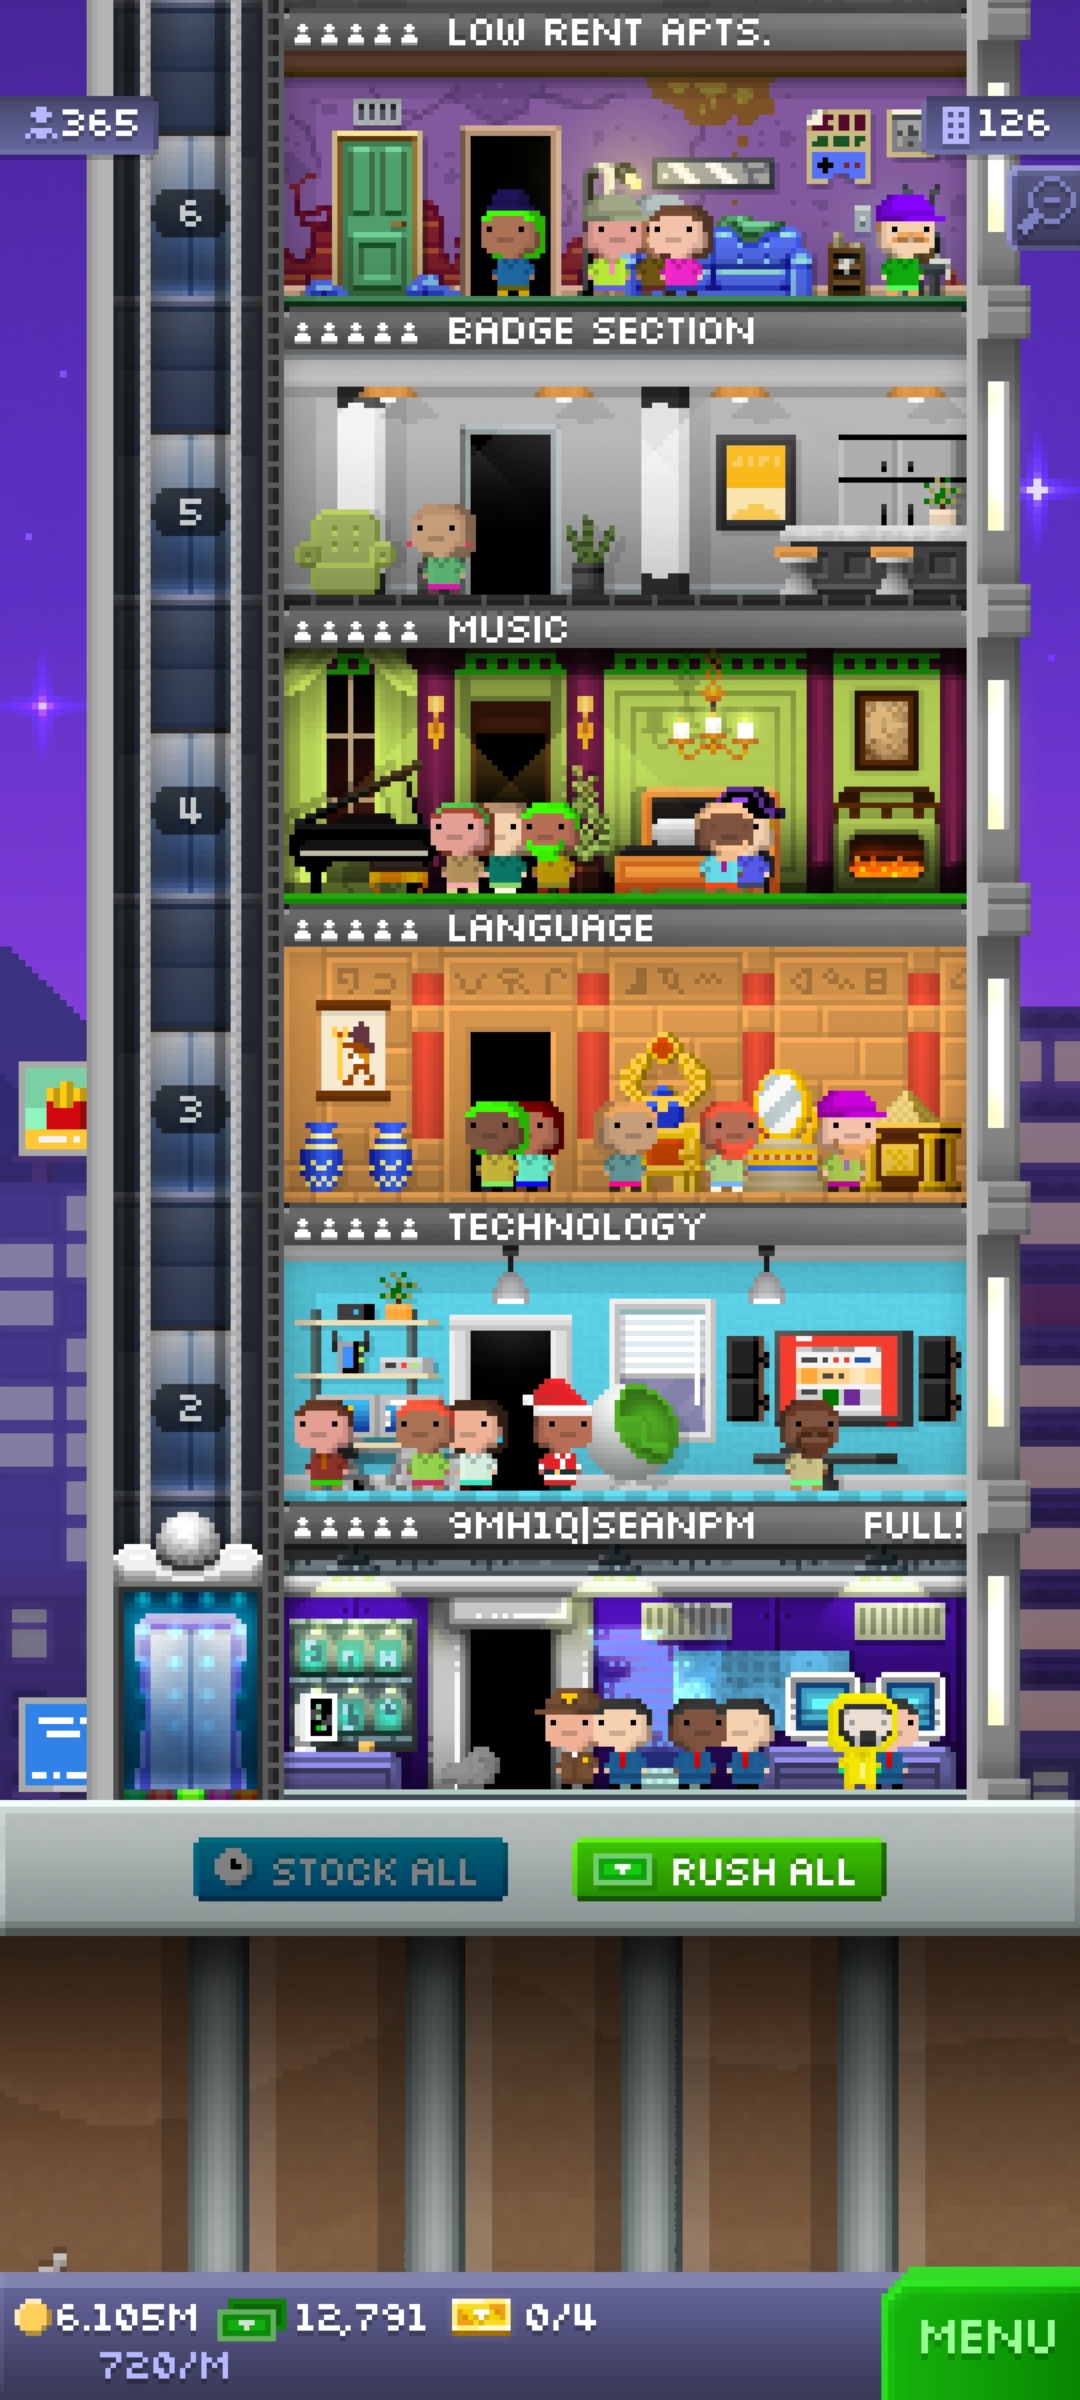 LOW RENT APTS.
365
126
6
BADGE SECTION
5
MUSIC
4
LANGUAGE
3
TECHNOLOGY
2
9MH1Q|SEANPM FULL!
STOCK ALL
RUSH ALL
6.105M 12,791 0/4
720/M
MENU